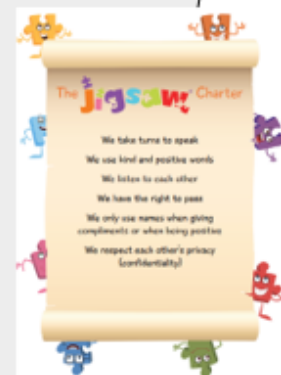 The Jigsaw Charter
We take turns to speak
We use kind and positive words
We listen to each other
We have the right to pass
We only use names when giving
compliments or when being positive
We respect each other's privacy
(confidentiality)